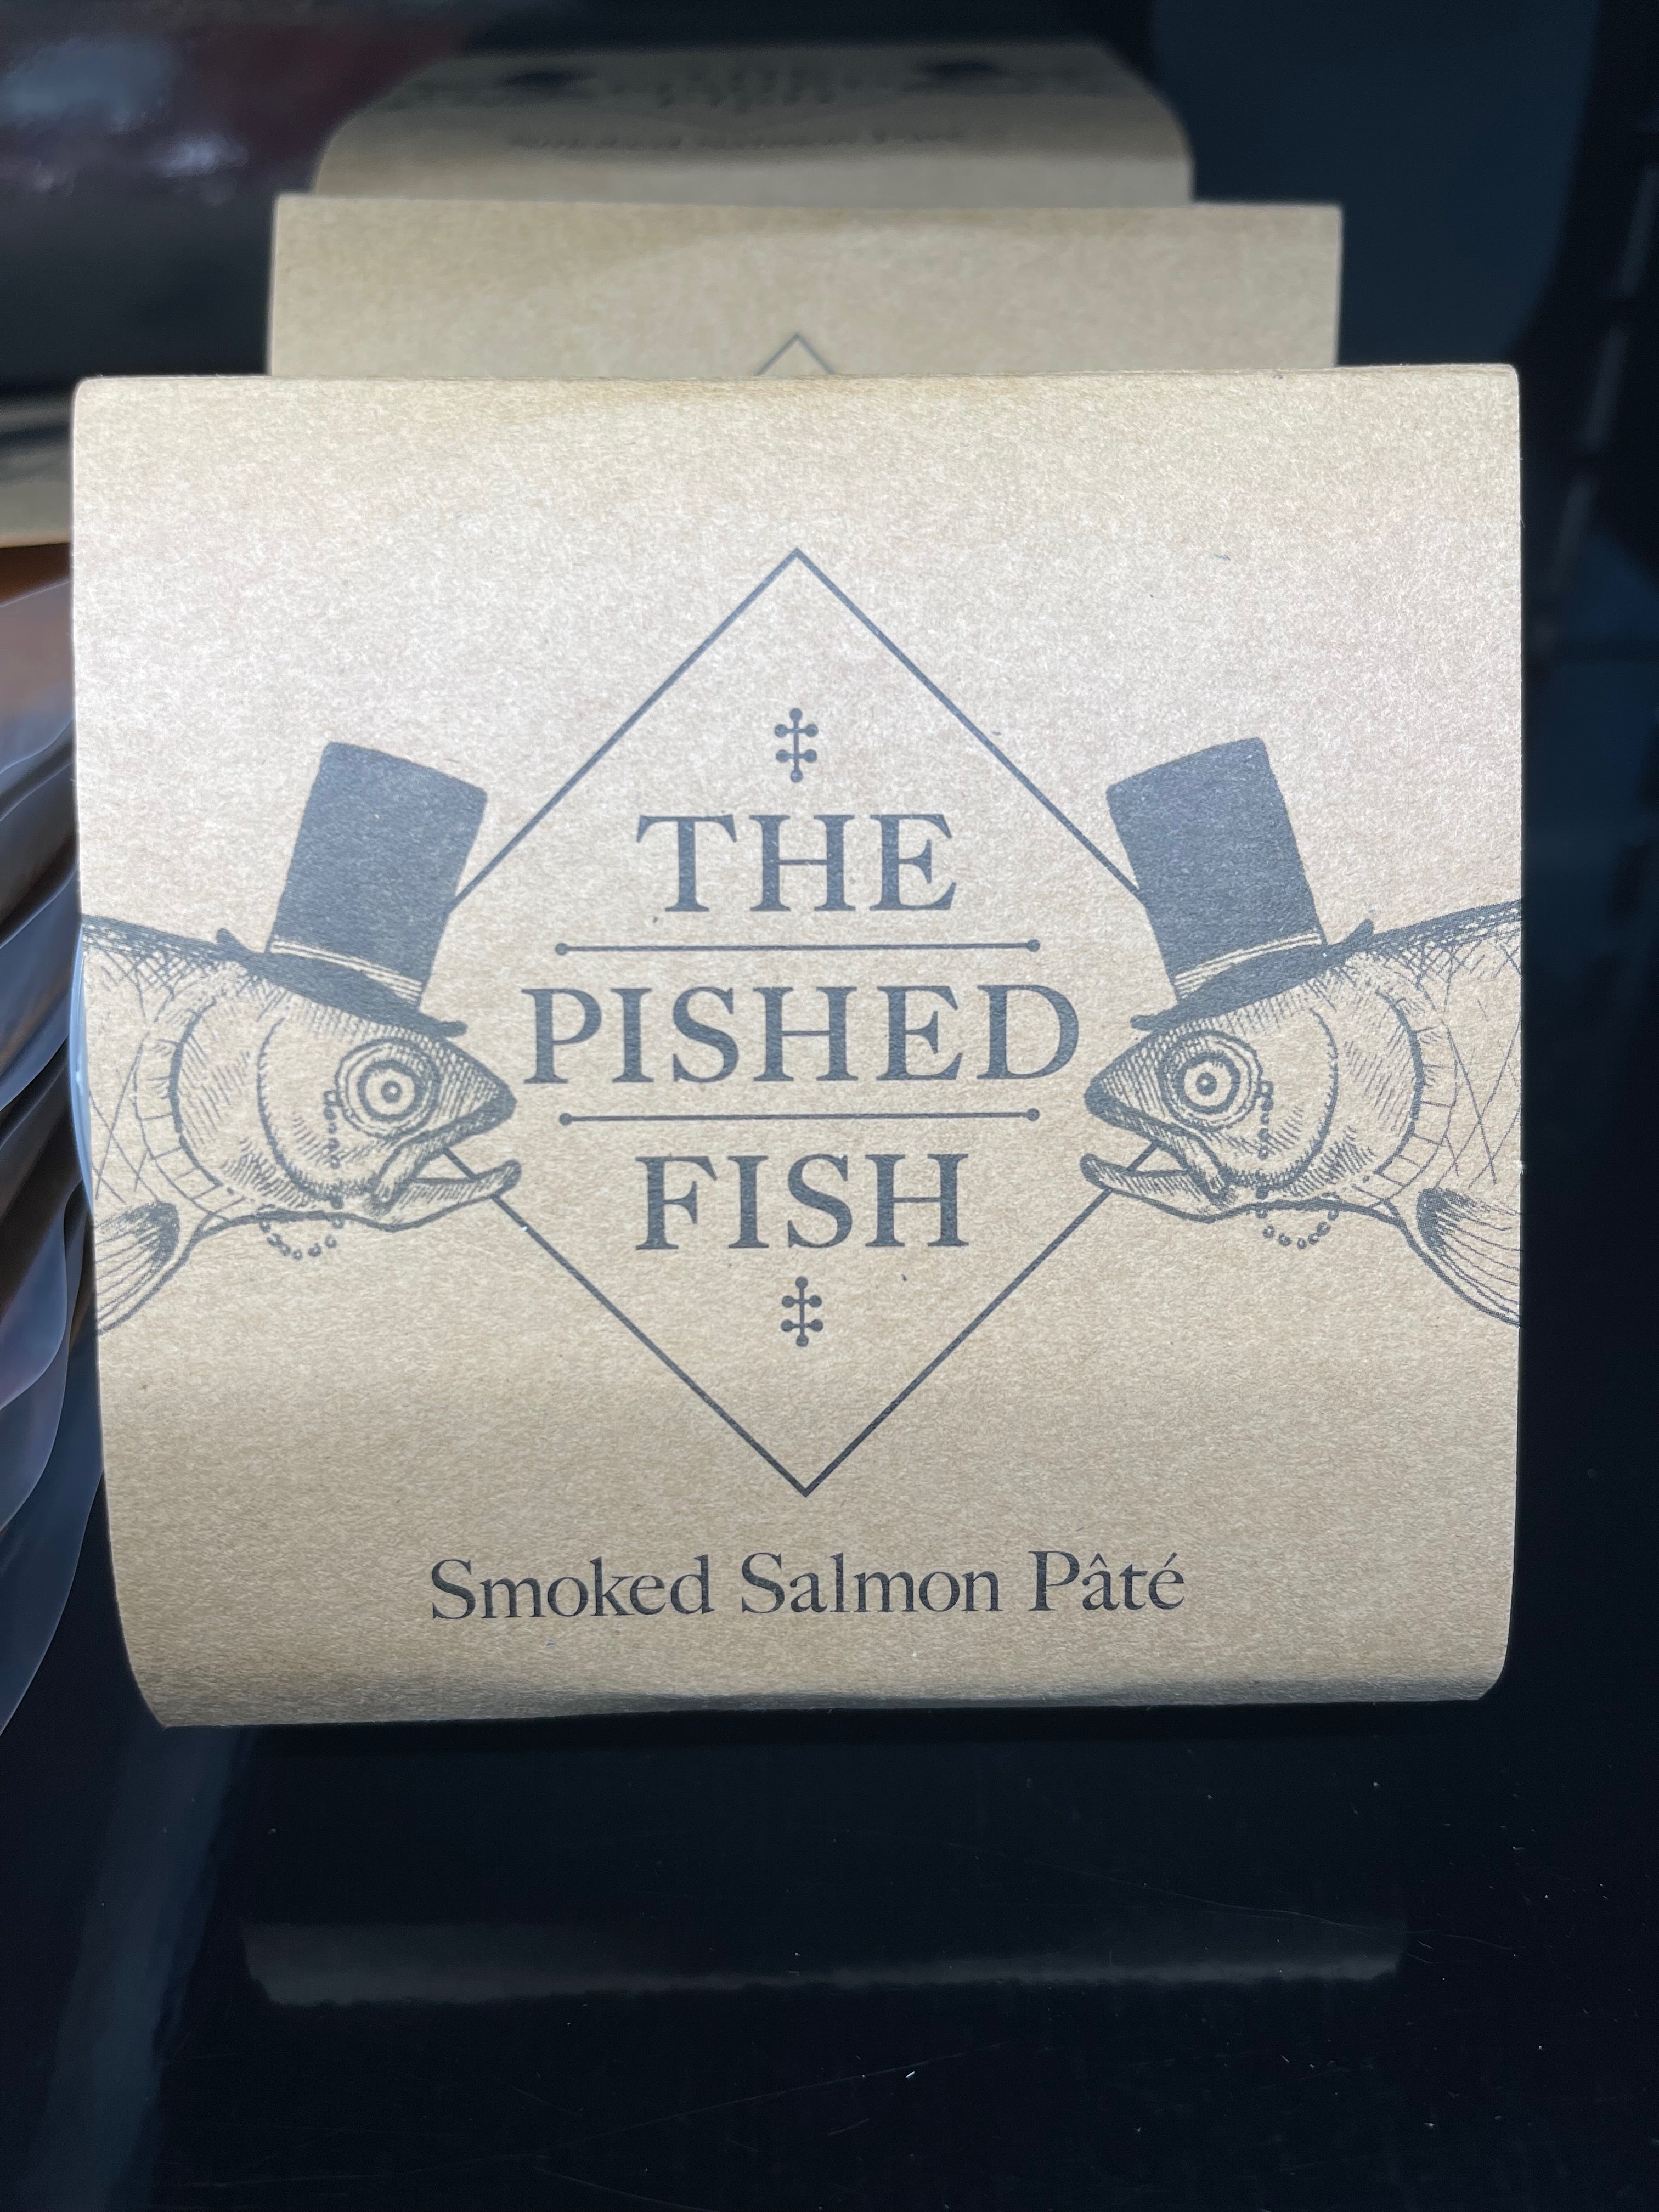 THE
PISHED
FISH
Smoked Salmon Pâté